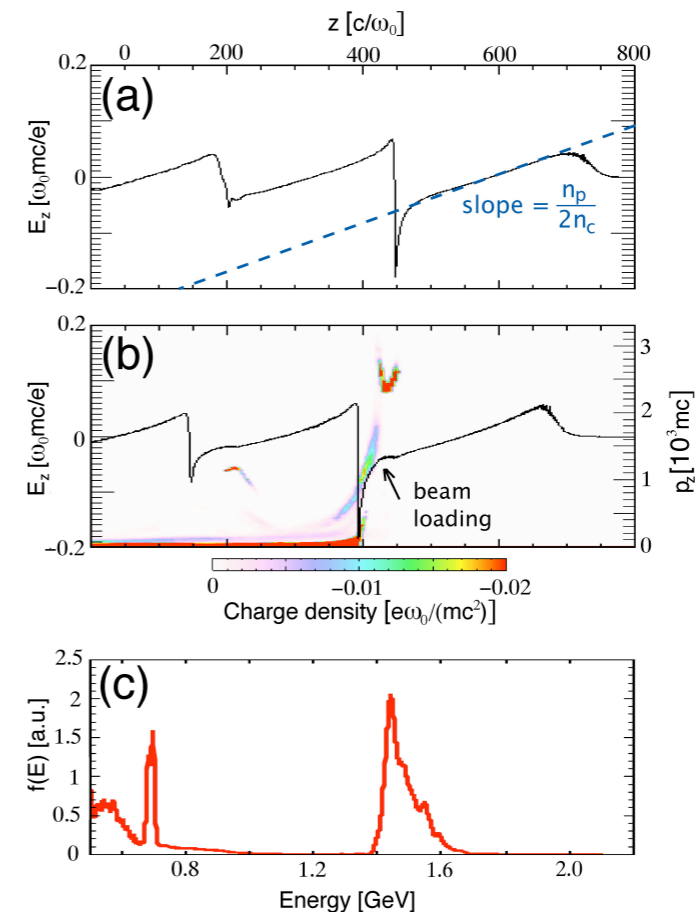 z [c/ω₀]
0 200 400 600 800
(a)
0.2
0
−0.2
E_z [ω₀mc/e]
slope = n_p/2n_c
(b)
0.2
0
−0.2
E_z [ω₀mc/e]
3
2
1
0
p_z[10³mc]
beam
loading
0 −0.01 −0.02
Charge density [eω₀/(mc²)]
(c)
2.5
2
1.5
1
0.5
0
f(E) [a.u.]
0.8 1.2 1.6 2.0
Energy [GeV]